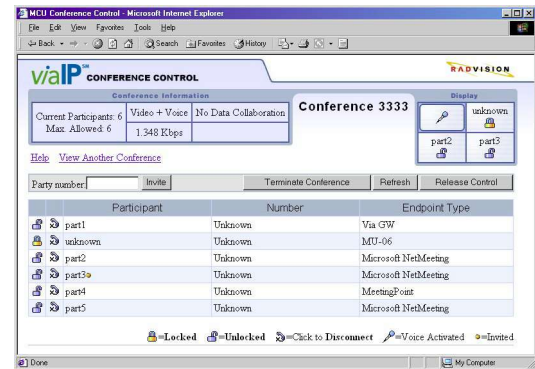 MCU Conference Control - Microsoft Internet Explorer
File Edit View Favorites Tools Help
Back Search Favorites History
viaIP SM CONFERENCE CONTROL
RADVISION
Conference Information
Current Participants: 6
Max. Allowed: 6
Video + Voice
1.348 Kbps
No Data Collaboration
Conference 3333
Display
unknown
part2 part3
Help View Another Conference
Party number: Invite Terminate Conference Refresh Release Control
Participant Number Endpoint Type
part1 Unknown Via GW
unknown Unknown MU-06
part2 Unknown Microsoft NetMeeting
part3 Unknown Microsoft NetMeeting
part4 Unknown MeetingPoint
part5 Unknown Microsoft NetMeeting
=Locked =Unlocked =Click to Disconnect =Voice Activated =Invited
Done My Computer